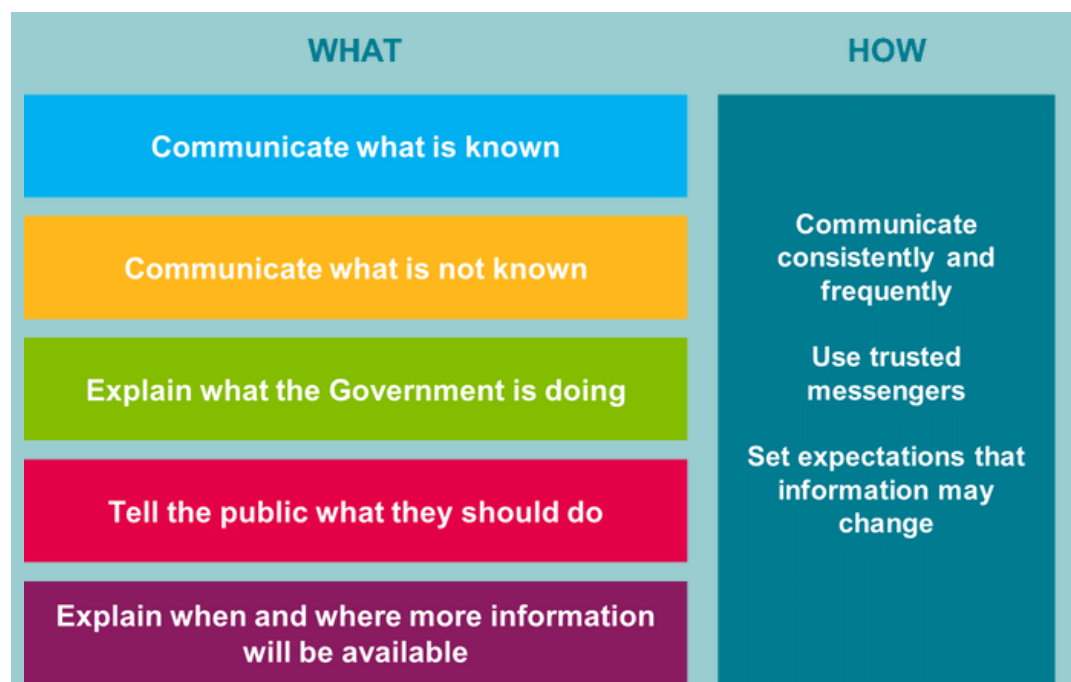 WHAT
Communicate what is known
Communicate what is not known
Explain what the Government is doing
Tell the public what they should do
Explain when and where more information
will be available
HOW
Communicate
consistently and
frequently
Use trusted
messengers
Set expectations that
information may
change